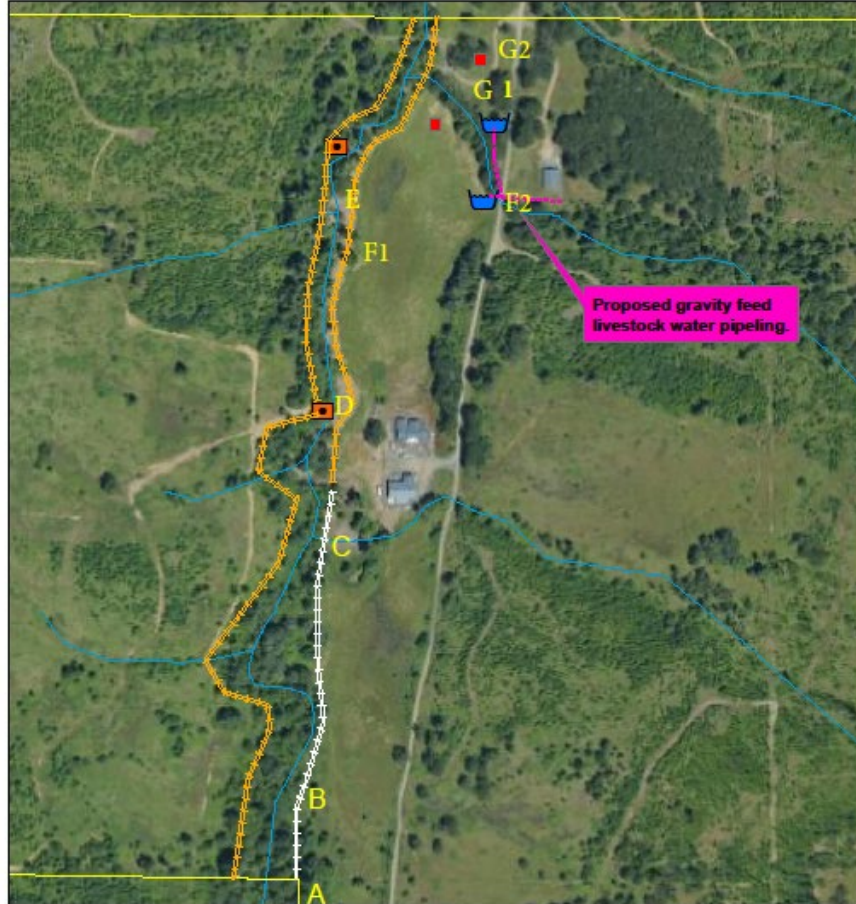 G2
G 1
E
F2
F1
Proposed gravity feed
livestock water pipeling.
D
C
B
A